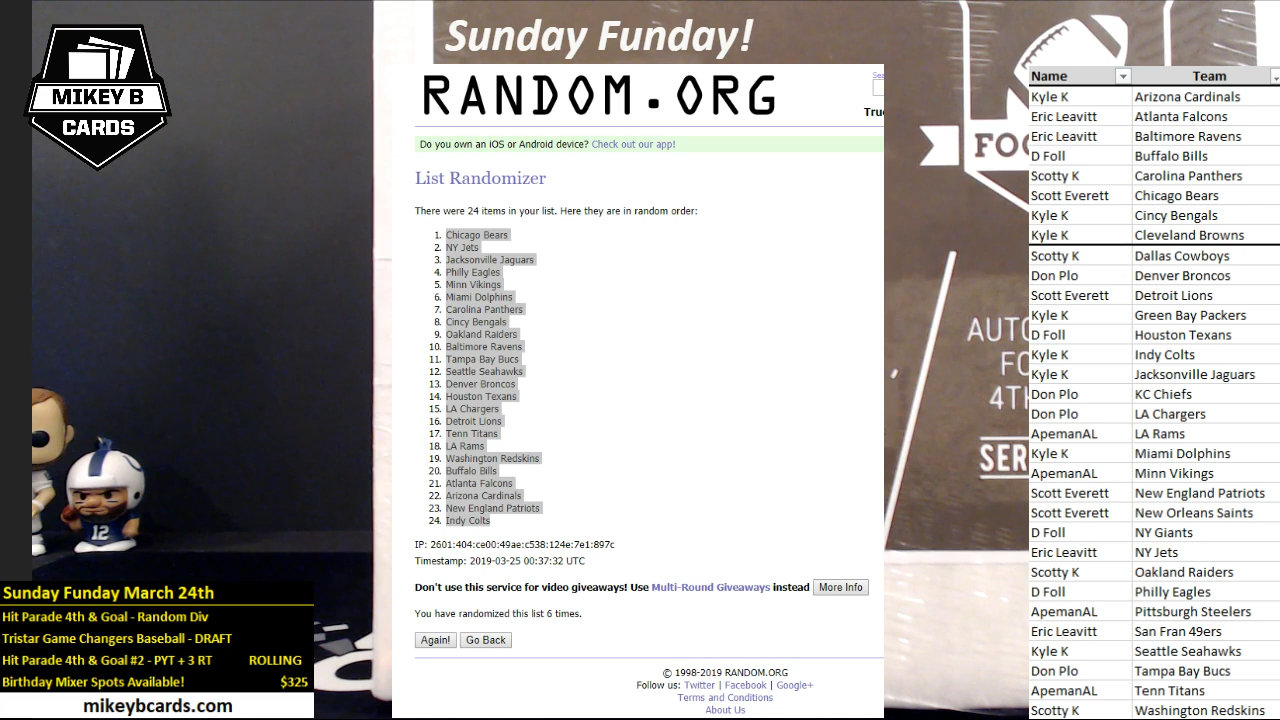 Sunday Funday!
MIKEY B
CARDS
RANDOM.ORG
Do you own an iOS or Android device? Check out our app!
List Randomizer
There were 24 items in your list. Here they are in random order:
1. Chicago Bears
2. NY Jets
3. Jacksonville Jaguars
4. Philly Eagles
5. Minn Vikings
6. Miami Dolphins
7. Carolina Panthers
8. Cincy Bengals
9. Oakland Raiders
10. Baltimore Ravens
11. Tampa Bay Bucs
12. Seattle Seahawks
13. Denver Broncos
14. Houston Texans
15. LA Chargers
16. Detroit Lions
17. Tenn Titans
18. LA Rams
19. Washington Redskins
20. Buffalo Bills
21. Atlanta Falcons
22. Arizona Cardinals
23. New England Patriots
24. Indy Colts
IP: 2601:404:ce00:49ae:c538:124e:7e1:897c
Timestamp: 2019-03-25 00:37:32 UTC
Don't use this service for video giveaways! Use Multi-Round Giveaways instead More Info
You have randomized this list 6 times.
Again! Go Back
© 1998-2019 RANDOM.ORG
Follow us: Twitter | Facebook | Google+
Terms and Conditions
About Us
Name Team
Kyle K Arizona Cardinals
Eric Leavitt Atlanta Falcons
Eric Leavitt Baltimore Ravens
D Foll Buffalo Bills
Scotty K Carolina Panthers
Scott Everett Chicago Bears
Kyle K Cincy Bengals
Kyle K Cleveland Browns
Scotty K Dallas Cowboys
Don Plo Denver Broncos
Scott Everett Detroit Lions
Kyle K Green Bay Packers
D Foll Houston Texans
Kyle K Indy Colts
Kyle K Jacksonville Jaguars
Don Plo KC Chiefs
Don Plo LA Chargers
ApemanAL LA Rams
Kyle K Miami Dolphins
ApemanAL Minn Vikings
Scott Everett New England Patriots
Scott Everett New Orleans Saints
D Foll NY Giants
Eric Leavitt NY Jets
Scotty K Oakland Raiders
D Foll Philly Eagles
ApemanAL Pittsburgh Steelers
Eric Leavitt San Fran 49ers
Kyle K Seattle Seahawks
Don Plo Tampa Bay Bucs
ApemanAL Tenn Titans
Scotty K Washington Redskins
FOO
AUTO
FO
4TH
SER
12
Sunday Funday March 24th
Hit Parade 4th & Goal - Random Div
Tristar Game Changers Baseball - DRAFT
Hit Parade 4th & Goal #2 - PYT + 3 RT ROLLING
Birthday Mixer Spots Available! $325
mikeybcards.com